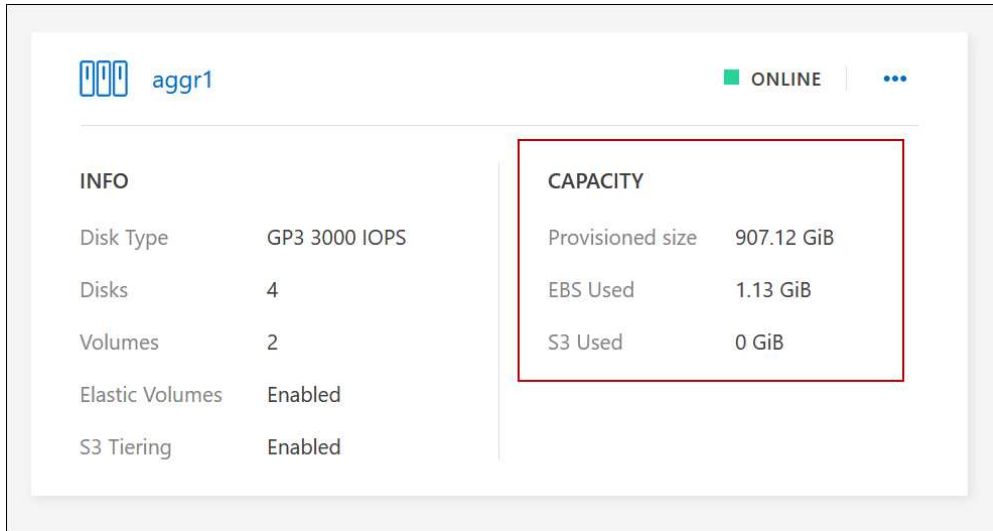 aggr1
ONLINE
INFO
Disk Type GP3 3000 IOPS
Disks 4
Volumes 2
Elastic Volumes Enabled
S3 Tiering Enabled
CAPACITY
Provisioned size 907.12 GiB
EBS Used 1.13 GiB
S3 Used 0 GiB